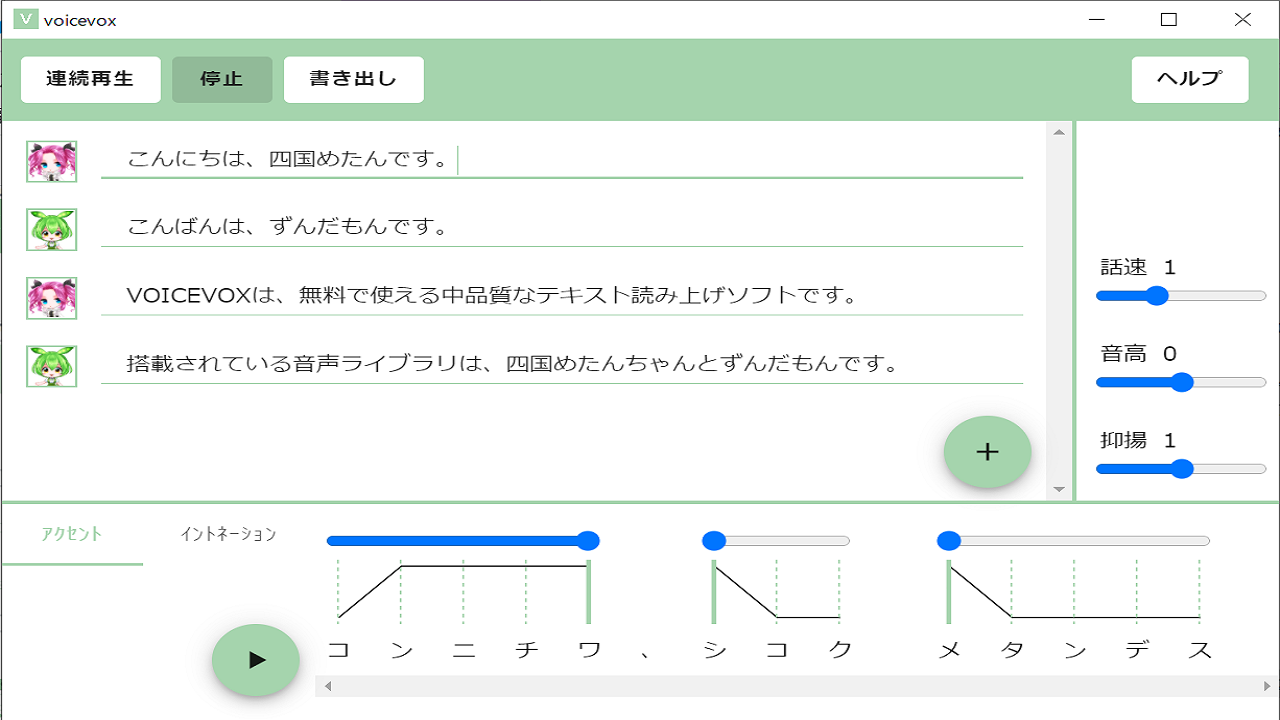 V voicevox
連続再生 停止 書き出し ヘルプ
こんにちは、四国めたんです。
こんばんは、ずんだもんです。
VOICEVOXは、無料で使える中品質なテキスト読み上げソフトです。
搭載されている音声ライブラリは、四国めたんちゃんとずんだもんです。
話速 1
音高 0
抑揚 1
アクセント イントネーション
コ ン ニ チ ワ 、 シ コ ク メ タ ン デ ス